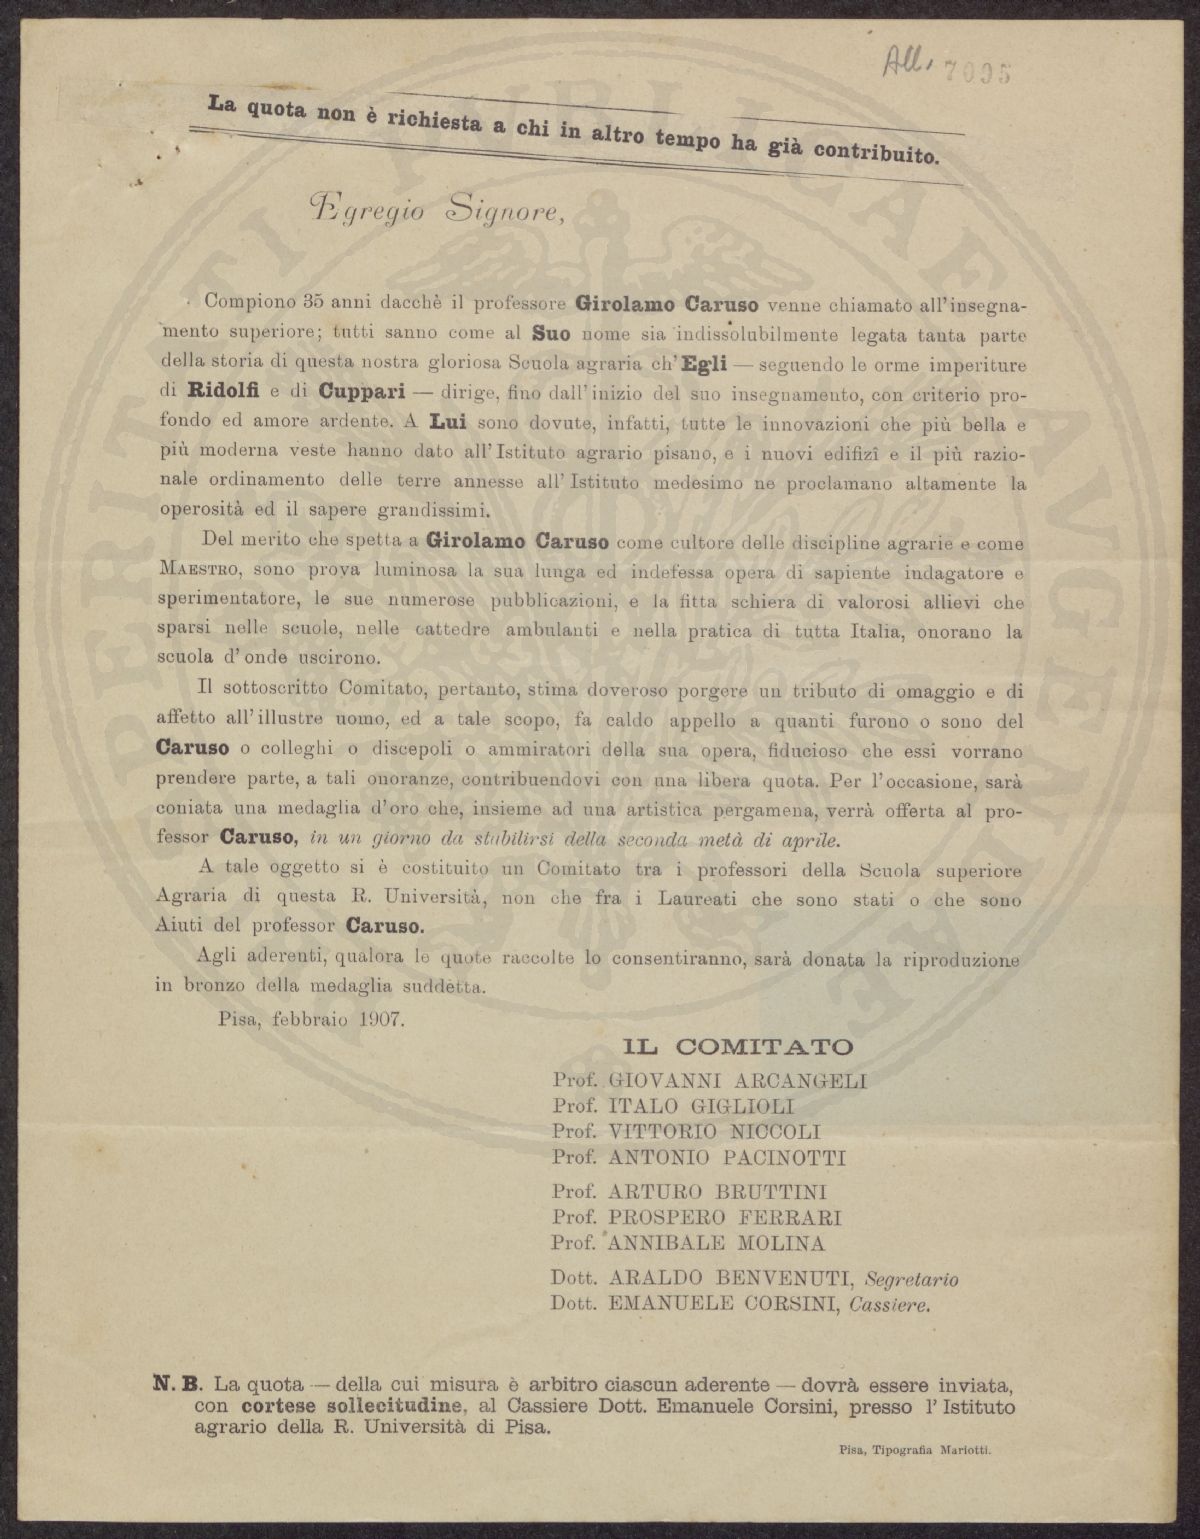 All. 7095
La quota non è richiesta a chi in altro tempo ha già contribuito.
Egregio Signore,
Compiono 35 anni dacchè il professore Girolamo Caruso venne chiamato all'insegna-
mento superiore; tutti sanno come al Suo nome sia indissolubilmente legata tanta parte
della storia di questa nostra gloriosa Scuola agraria ch'Egli — seguendo le orme imperiture
di Ridolfi e di Cuppari — dirige, fino dall'inizio del suo insegnamento, con criterio pro-
fondo ed amore ardente. A Lui sono dovute, infatti, tutte le innovazioni che più bella e
più moderna veste hanno dato all'Istituto agrario pisano, e i nuovi edifizî e il più razio-
nale ordinamento delle terre annesse all'Istituto medesimo ne proclamano altamente la
operosità ed il sapere grandissimi.
Del merito che spetta a Girolamo Caruso come cultore delle discipline agrarie e come
MAESTRO, sono prova luminosa la sua lunga ed indefessa opera di sapiente indagatore e
sperimentatore, le sue numerose pubblicazioni, e la fitta schiera di valorosi allievi che
sparsi nelle scuole, nelle cattedre ambulanti e nella pratica di tutta Italia, onorano la
scuola d'onde uscirono.
Il sottoscritto Comitato, pertanto, stima doveroso porgere un tributo di omaggio e di
affetto all'illustre uomo, ed a tale scopo, fa caldo appello a quanti furono o sono del
Caruso o colleghi o discepoli o ammiratori della sua opera, fiducioso che essi vorrano
prendere parte, a tali onoranze, contribuendovi con una libera quota. Per l'occasione, sarà
coniata una medaglia d'oro che, insieme ad una artistica pergamena, verrà offerta al pro-
fessor Caruso, in un giorno da stabilirsi della seconda metà di aprile.
A tale oggetto si è costituito un Comitato tra i professori della Scuola superiore
Agraria di questa R. Università, non che fra i Laureati che sono stati o che sono
Aiuti del professor Caruso.
Agli aderenti, qualora le quote raccolte lo consentiranno, sarà donata la riproduzione
in bronzo della medaglia suddetta.
Pisa, febbraio 1907.
IL COMITATO
Prof. GIOVANNI ARCANGELI
Prof. ITALO GIGLIOLI
Prof. VITTORIO NICCOLI
Prof. ANTONIO PACINOTTI
Prof. ARTURO BRUTTINI
Prof. PROSPERO FERRARI
Prof. ANNIBALE MOLINA
Dott. ARALDO BENVENUTI, Segretario
Dott. EMANUELE CORSINI, Cassiere.
N. B. La quota — della cui misura è arbitro ciascun aderente — dovrà essere inviata,
con cortese sollecitudine, al Cassiere Dott. Emanuele Corsini, presso l'Istituto
agrario della R. Università di Pisa.
Pisa, Tipografia Mariotti.